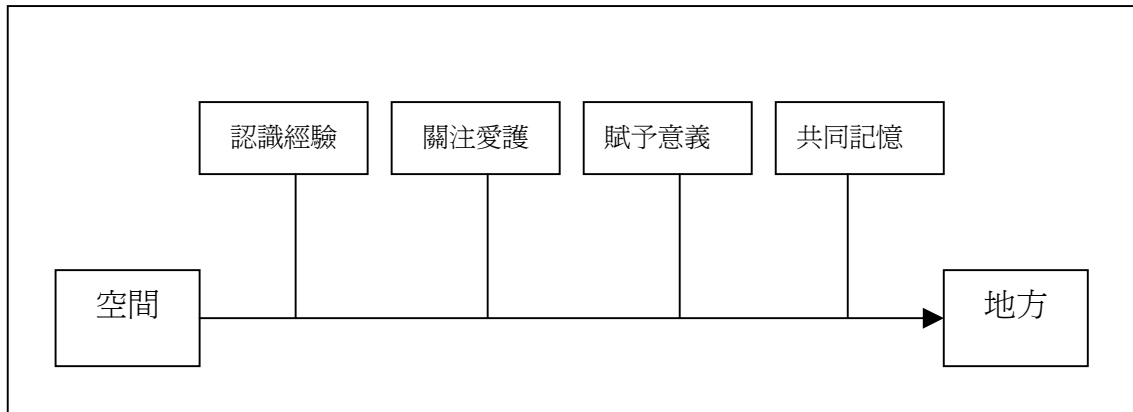 認識經驗
關注愛護
賦予意義
共同記憶
空間
地方